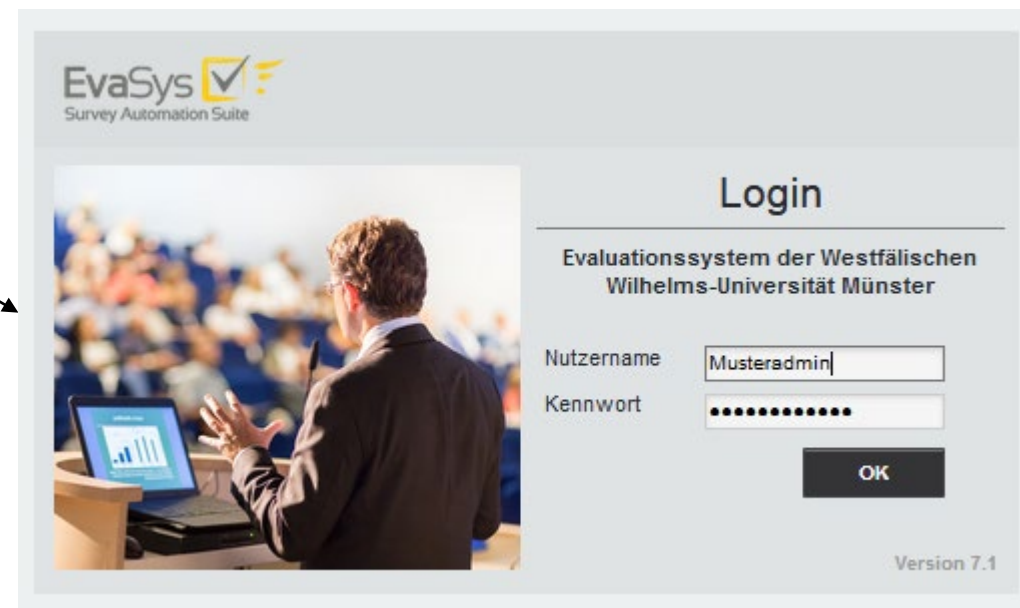 EvaSys
Survey Automation Suite
Login
Evaluationssystem der Westfälischen
Wilhelms-Universität Münster
Nutzername
Musteradmin
Kennwort
••••••••••••
OK
Version 7.1